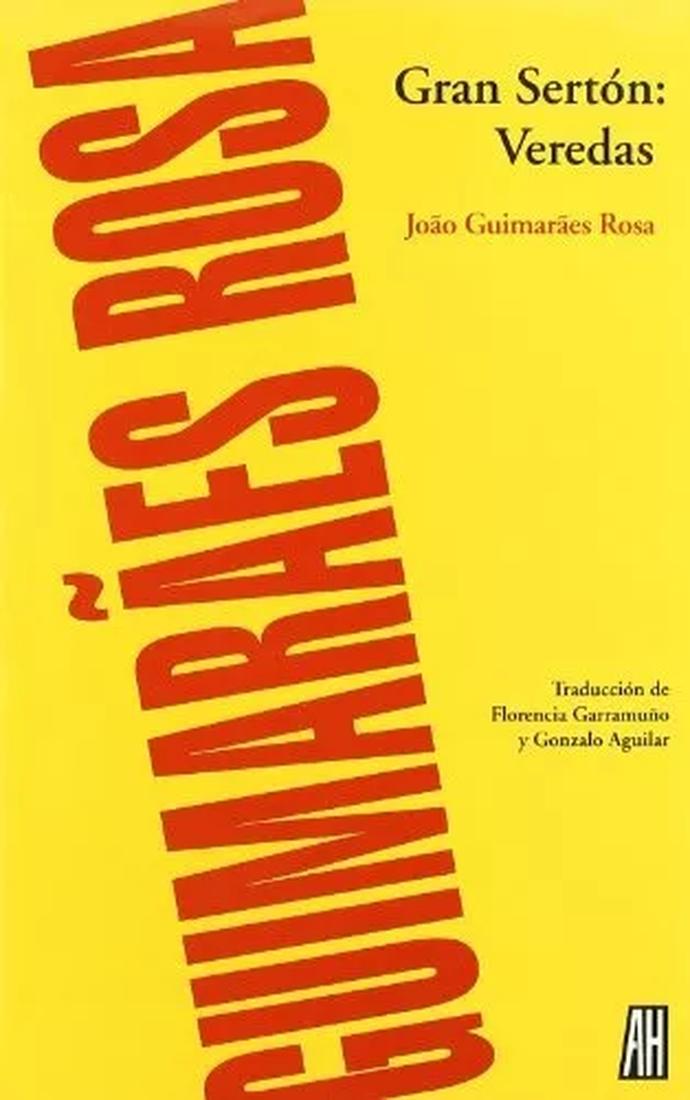 Gran Sertón:
Veredas
João Guimarães Rosa
GUIMARÃES ROSA
Traducción de
Florencia Garramuño
y Gonzalo Aguilar
AH